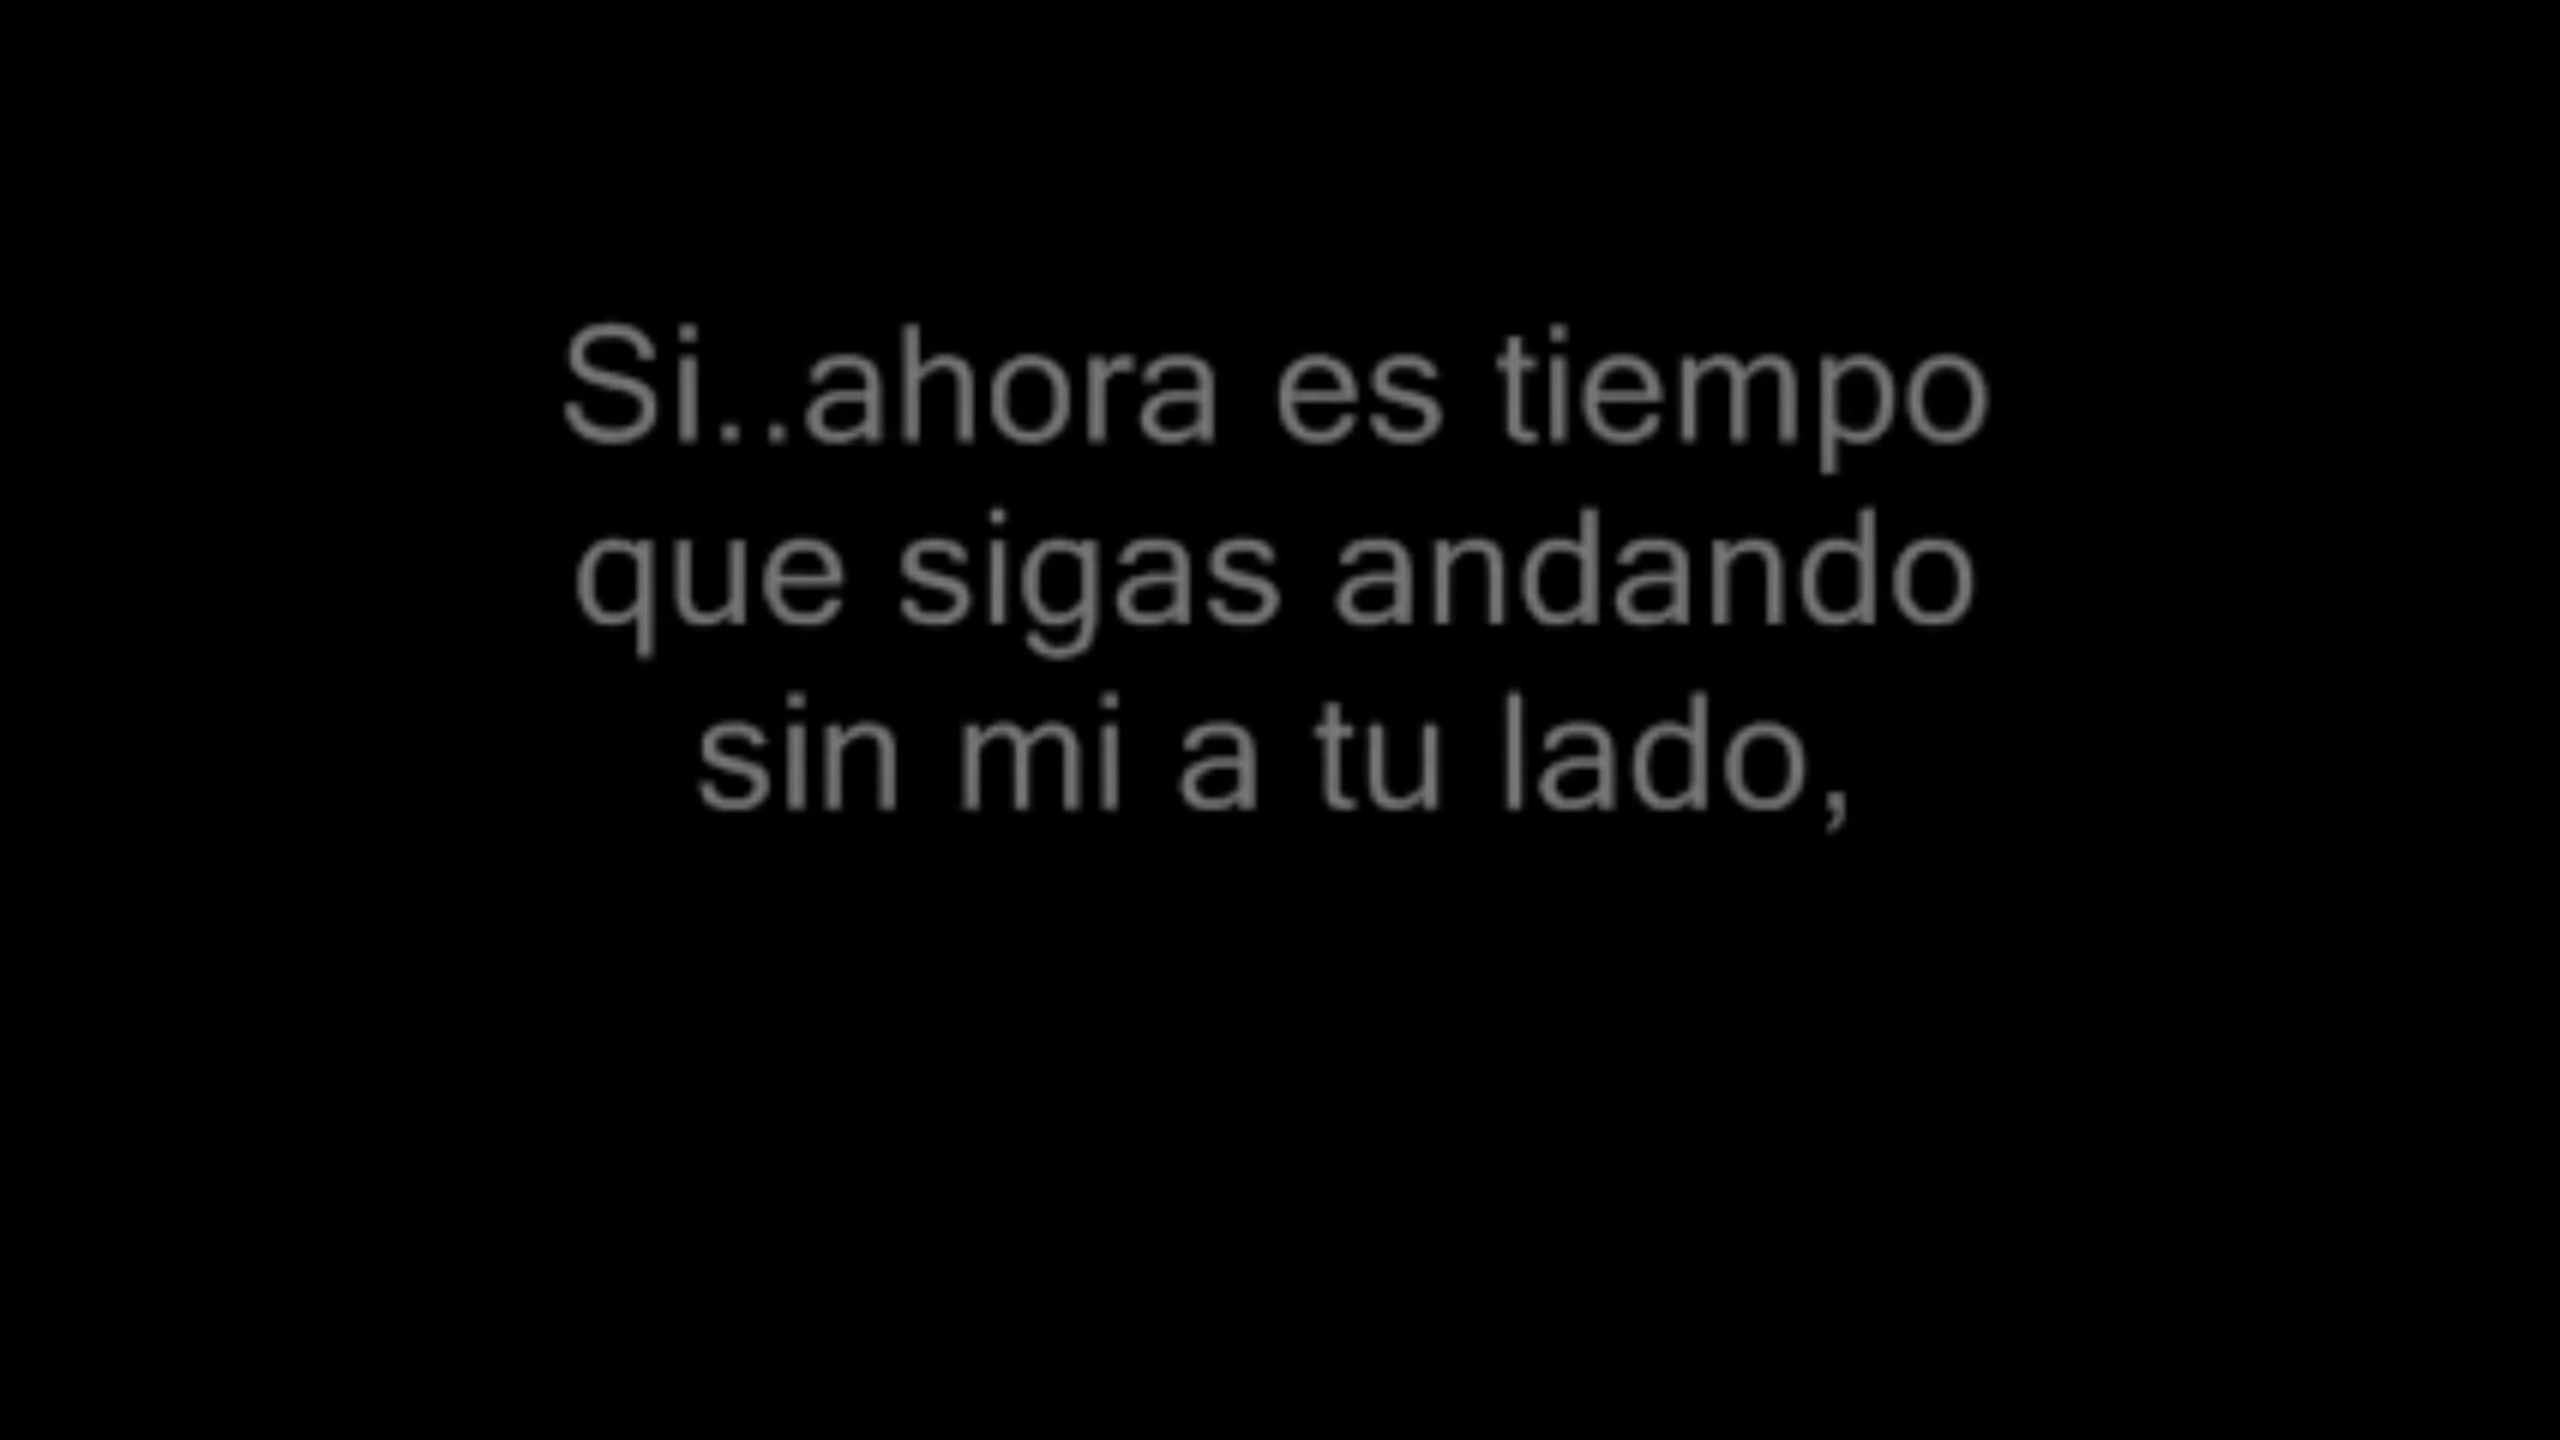 Si..ahora es tiempo
que sigas andando
sin mi a tu lado,